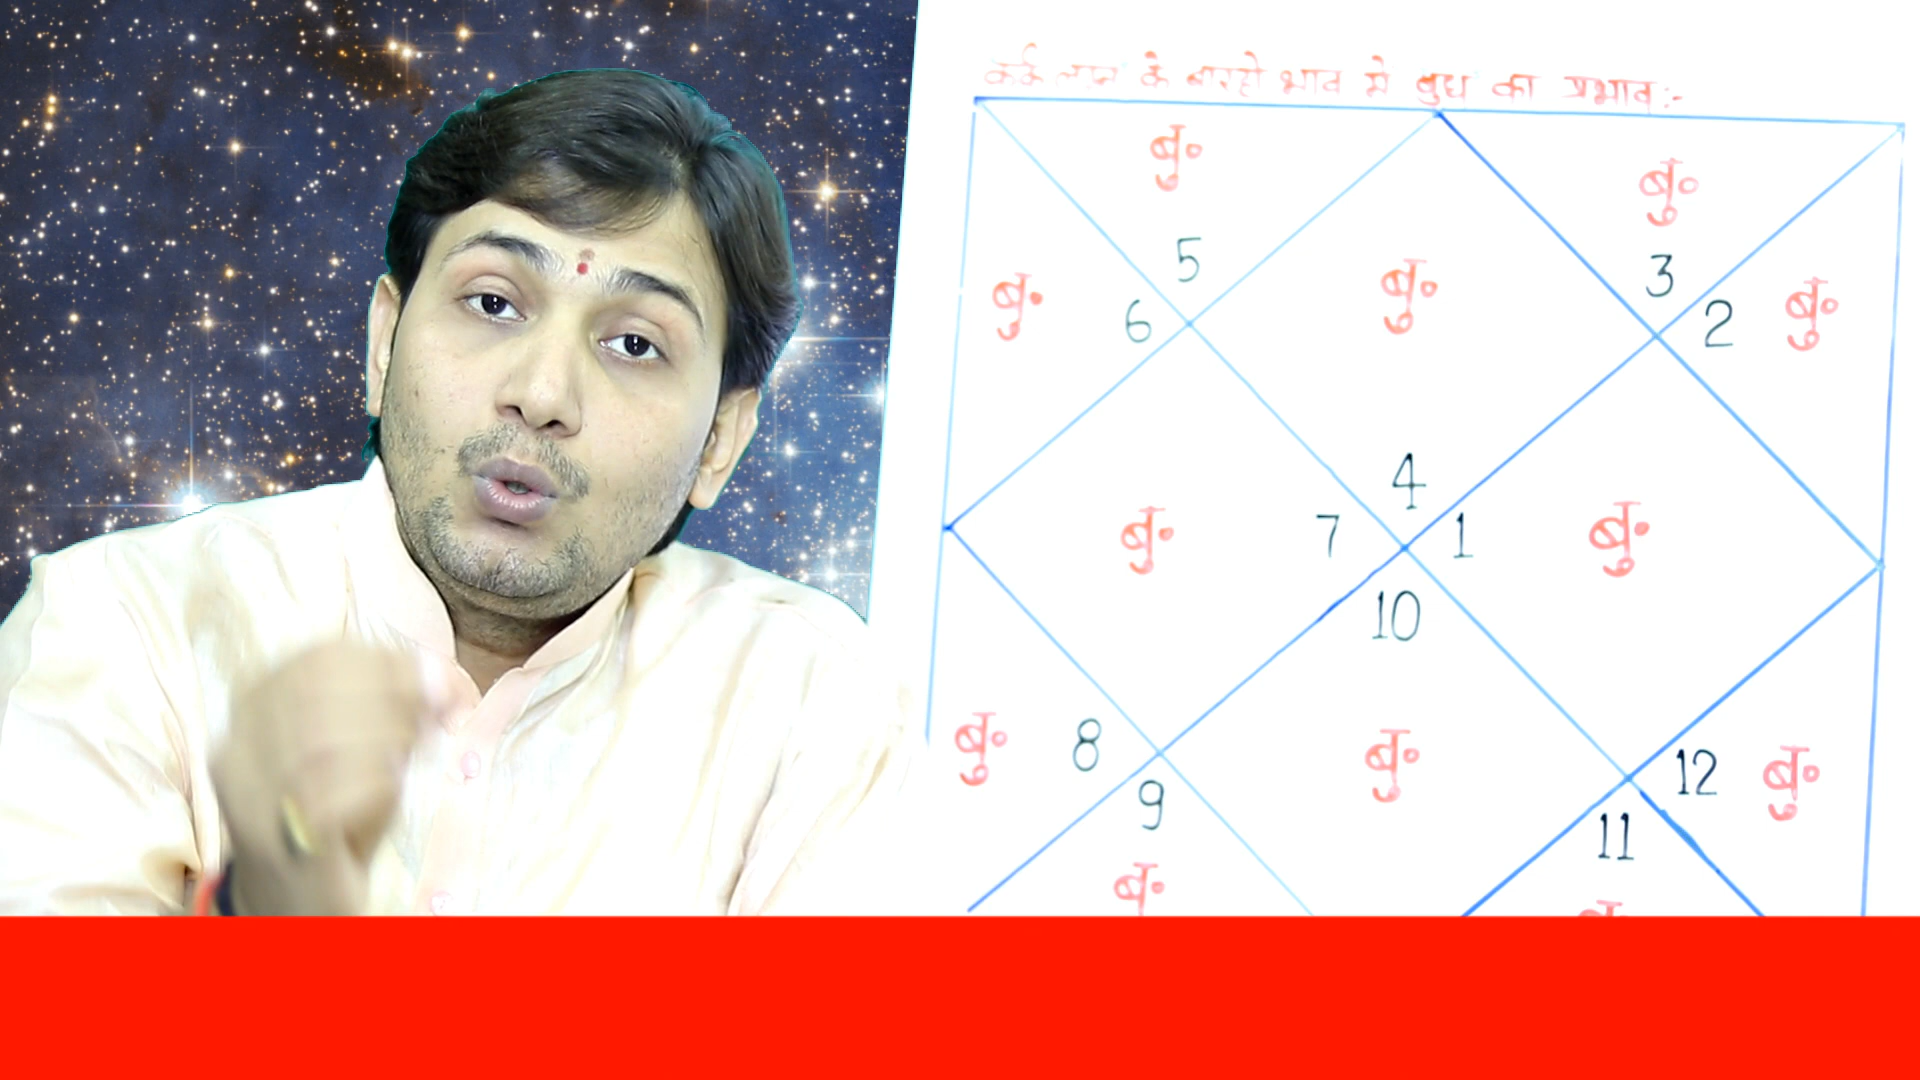 कर्क लग्न के बारहो भाव मे बुध का प्रभाव:-
बु॰
बु॰
5
3
बु॰
6
बु॰
2
बु॰
4
बु॰
7
1
बु॰
10
बु॰
8
बु॰
12
बु॰
9
11
बु॰